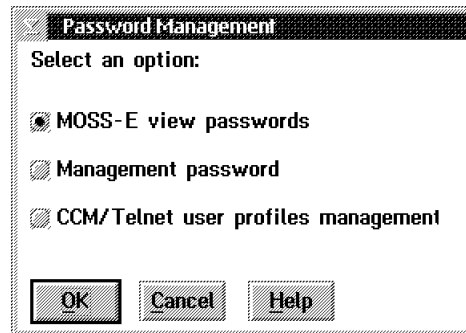 Password Management
Select an option:
MOSS-E view passwords
Management password
CCM/Telnet user profiles management
OK Cancel Help